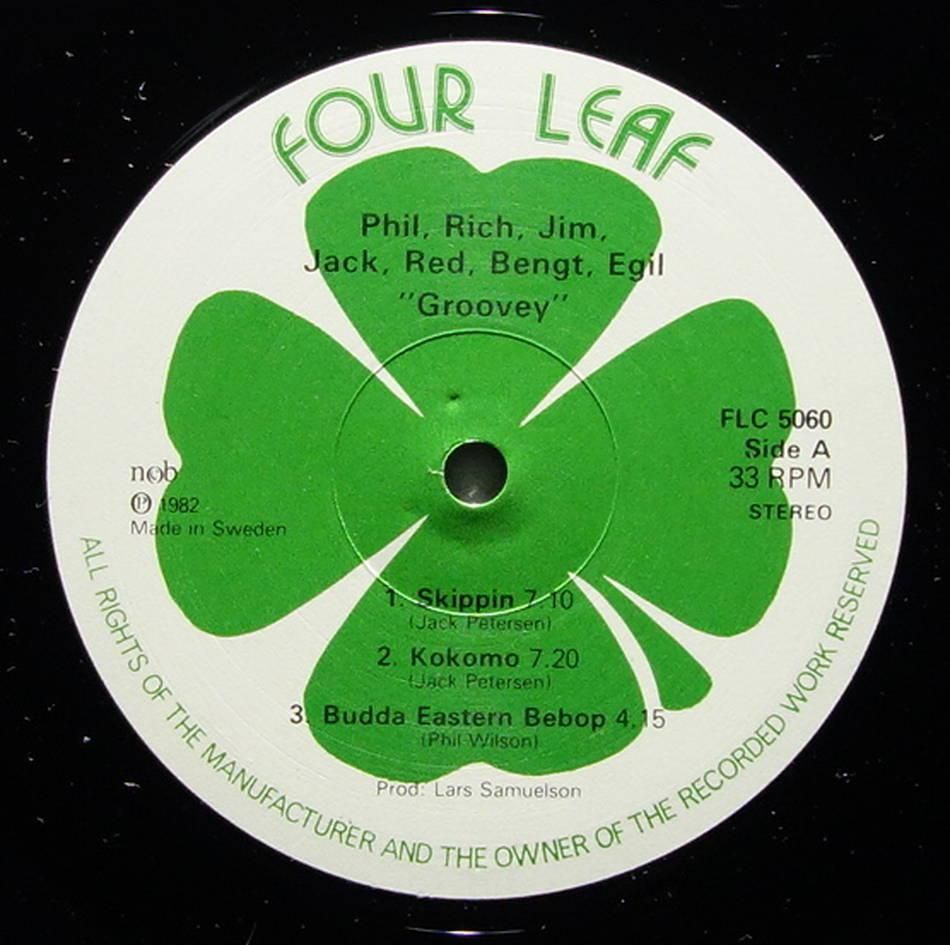 FOUR LEAF
Phil, Rich, Jim,
Jack, Red, Bengt, Egil
"Groovey"
FLC 5060
Side A
33 RPM
STEREO
ncb
Ⓟ 1982
Made in Sweden
1. Skippin 7.10
(Jack Petersen)
2. Kokomo 7.20
(Jack Petersen)
3. Budda Eastern Bebop 4.15
(Phil Wilson)
Prod: Lars Samuelson
ALL RIGHTS OF THE MANUFACTURER AND THE OWNER OF THE RECORDED WORK RESERVED